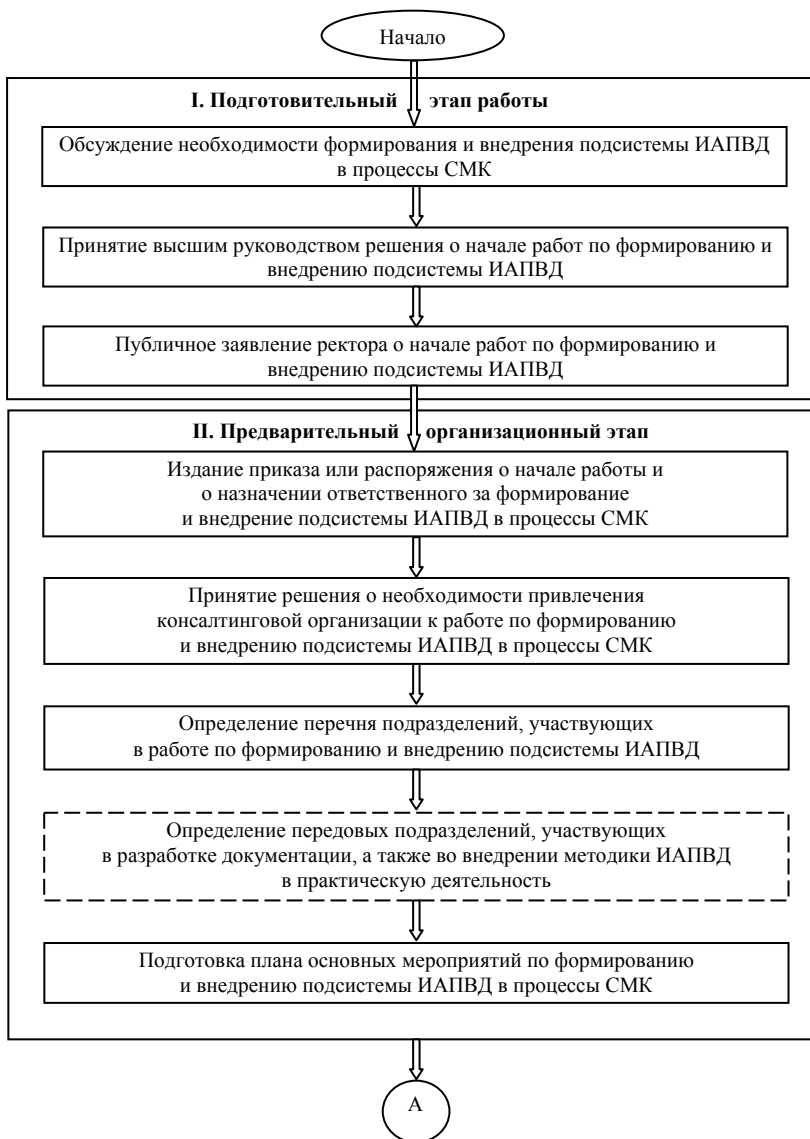 Начало
I. Подготовительный этап работы
Обсуждение необходимости формирования и внедрения подсистемы ИАПВД
в процессы СМК
Принятие высшим руководством решения о начале работ по формированию и
внедрению подсистемы ИАПВД
Публичное заявление ректора о начале работ по формированию и
внедрению подсистемы ИАПВД
II. Предварительный организационный этап
Издание приказа или распоряжения о начале работы и
о назначении ответственного за формирование
и внедрение подсистемы ИАПВД в процессы СМК
Принятие решения о необходимости привлечения
консалтинговой организации к работе по формированию
и внедрению подсистемы ИАПВД в процессы СМК
Определение перечня подразделений, участвующих
в работе по формированию и внедрению подсистемы ИАПВД
Определение передовых подразделений, участвующих
в разработке документации, а также во внедрении методики ИАПВД
в практическую деятельность
Подготовка плана основных мероприятий по формированию
и внедрению подсистемы ИАПВД в процессы СМК
А